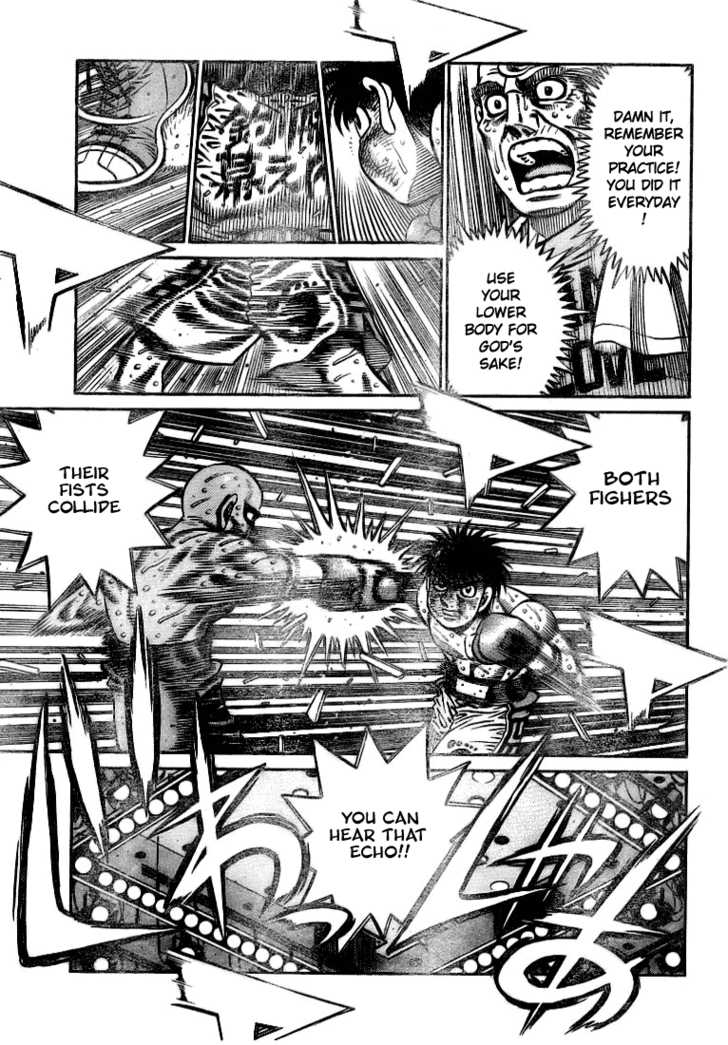 DAMN IT,
REMEMBER
YOUR
PRACTICE!
YOU DID IT
EVERYDAY
!
USE
YOUR
LOWER
BODY FOR
GOD'S
SAKE!
BOTH
FIGHERS
THEIR
FISTS
COLLIDE
YOU CAN
HEAR THAT
ECHO!!